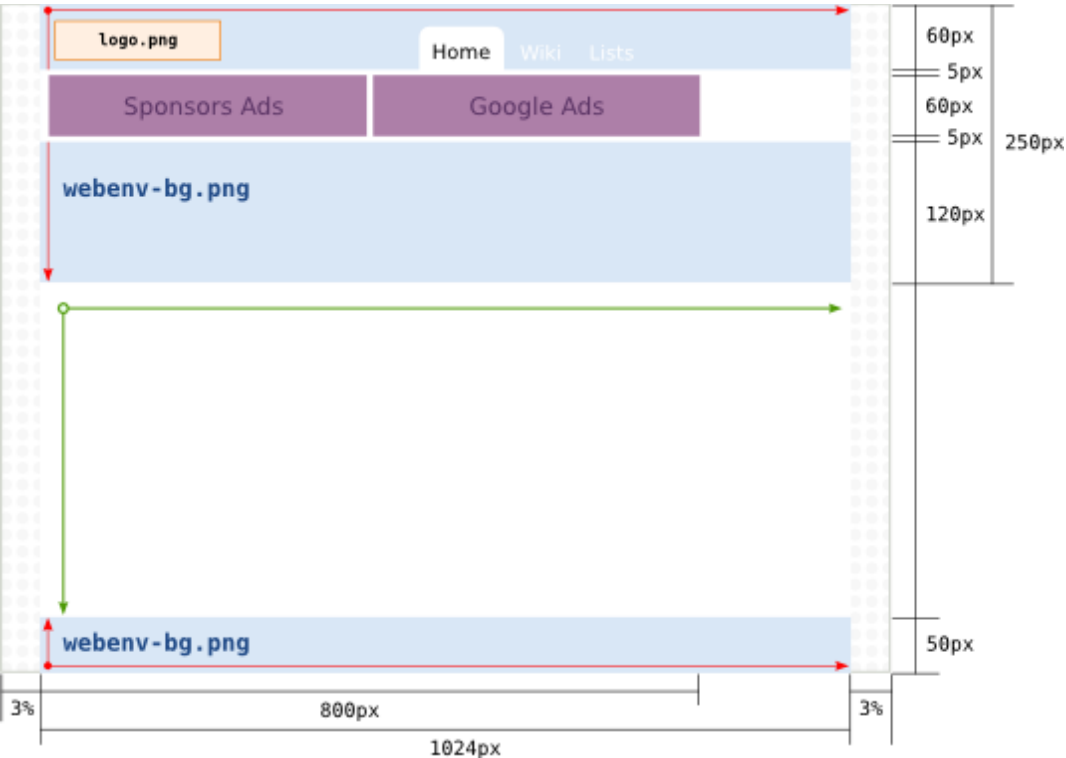 logo.png
Home Wiki Lists
60px
5px
Sponsors Ads Google Ads
60px
5px
250px
webenv-bg.png
120px
webenv-bg.png
50px
3% 800px 3%
1024px